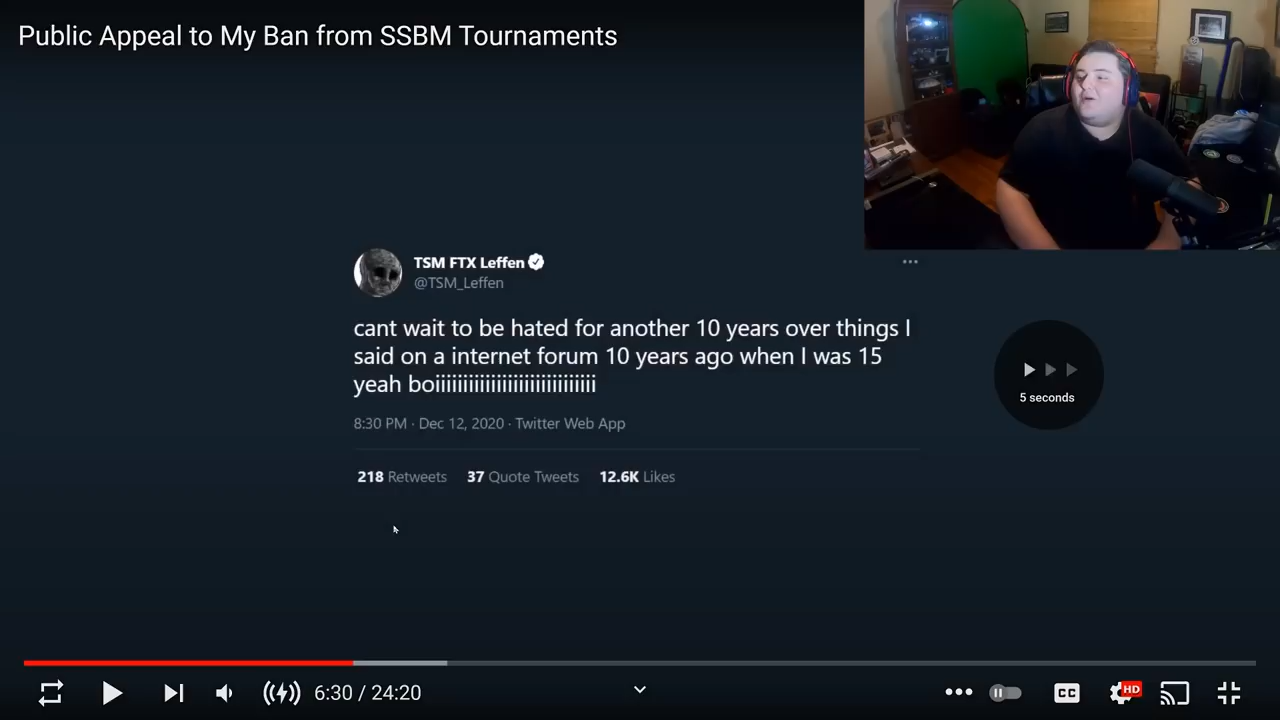 Public Appeal to My Ban from SSBM Tournaments
TSM FTX Leffen
@TSM_Leffen
cant wait to be hated for another 10 years over things I
said on a internet forum 10 years ago when I was 15
yeah boiiiiiiiiiiiiiiiiiiiiiiiiiiiii
8:30 PM · Dec 12, 2020 · Twitter Web App
218 Retweets 37 Quote Tweets 12.6K Likes
5 seconds
6:30 / 24:20
CC
HD